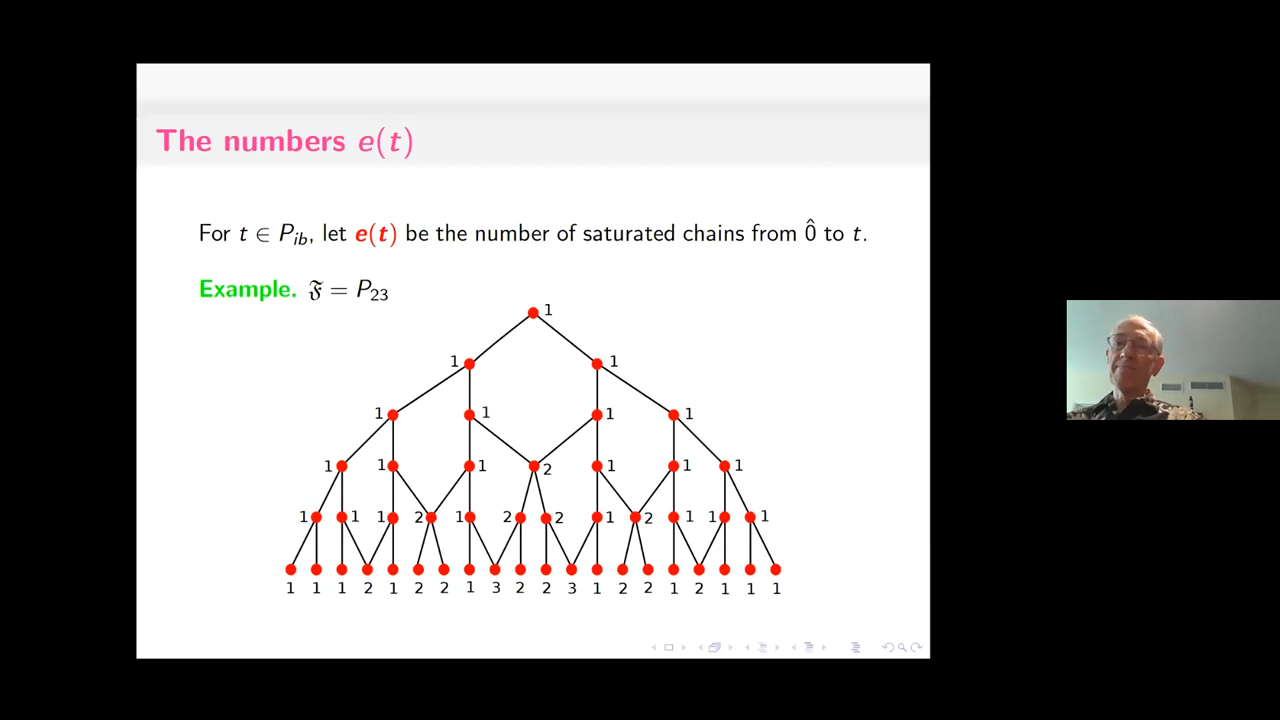 The numbers e(t)
For t ∈ P_ib, let e(t) be the number of saturated chains from 0̂ to t.
Example. 𝔉 = P_23
1
1 1
1 1 1 1
1 1 1 2 1 1 1
1 1 1 2 1 2 2 1 2 1 1 1
1 1 1 2 1 2 2 1 3 2 2 3 1 2 2 1 2 1 1 1